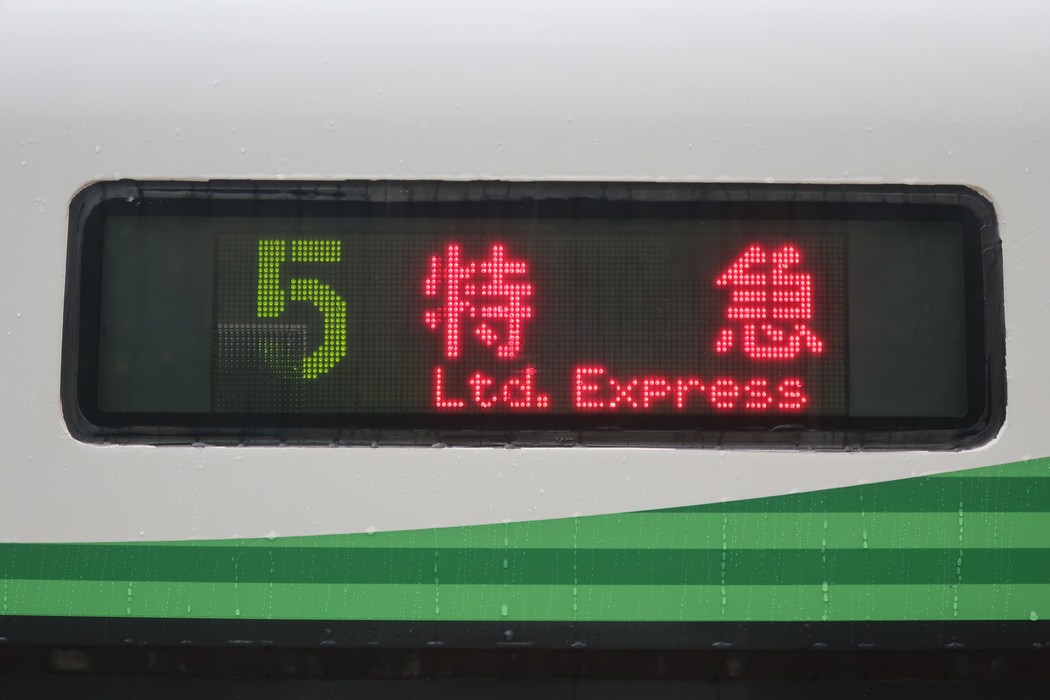 5 特急
Ltd. Express